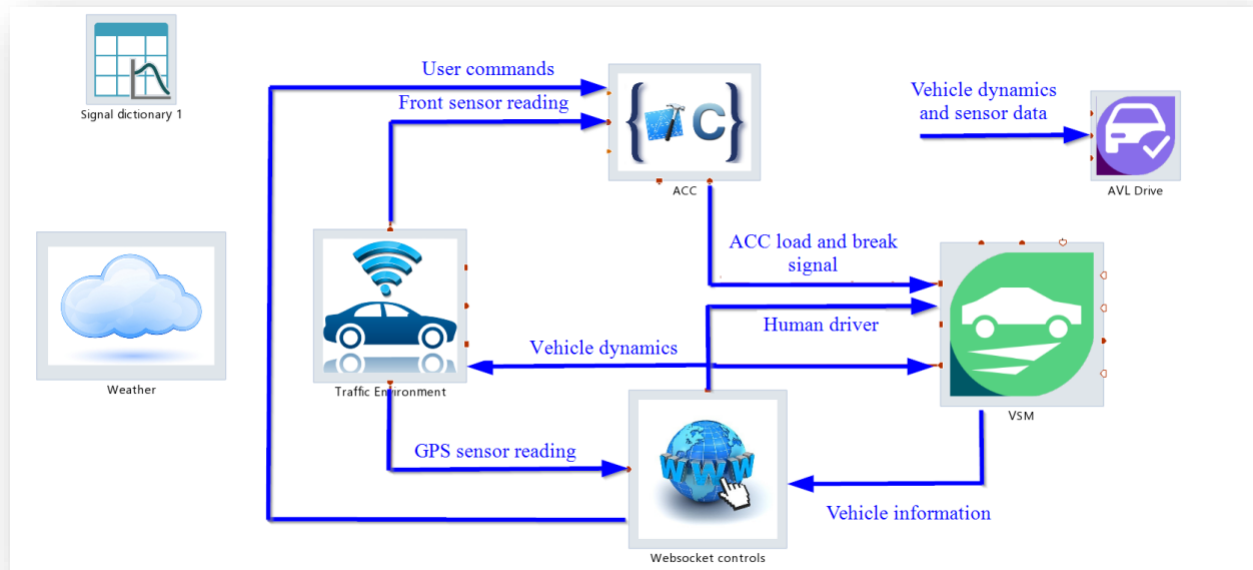 Signal dictionary 1
User commands
Front sensor reading
C
ACC
Vehicle dynamics
and sensor data
AVL Drive
Weather
Traffic Environment
ACC load and break
signal
Human driver
Vehicle dynamics
VSM
GPS sensor reading
WWW
Vehicle information
Websocket controls